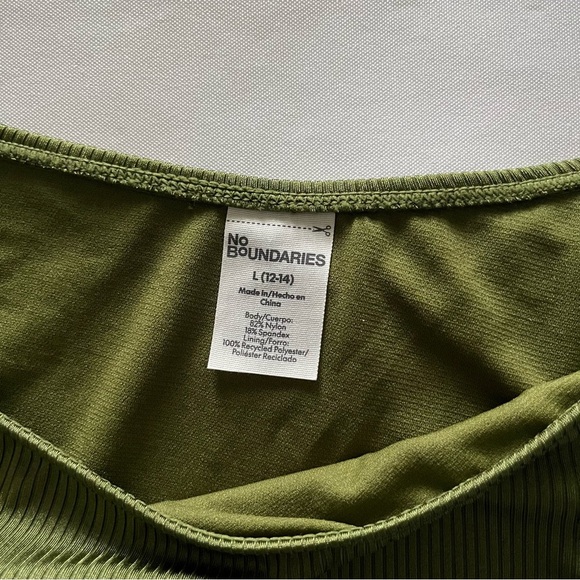 No
BOUNDARIES
L (12-14)
Made in/Hecho en
China
Body/Cuerpo:
82% Nylon
18% Spandex
Lining/Forro:
100% Recycled Polyester/
Poliéster Reciclado